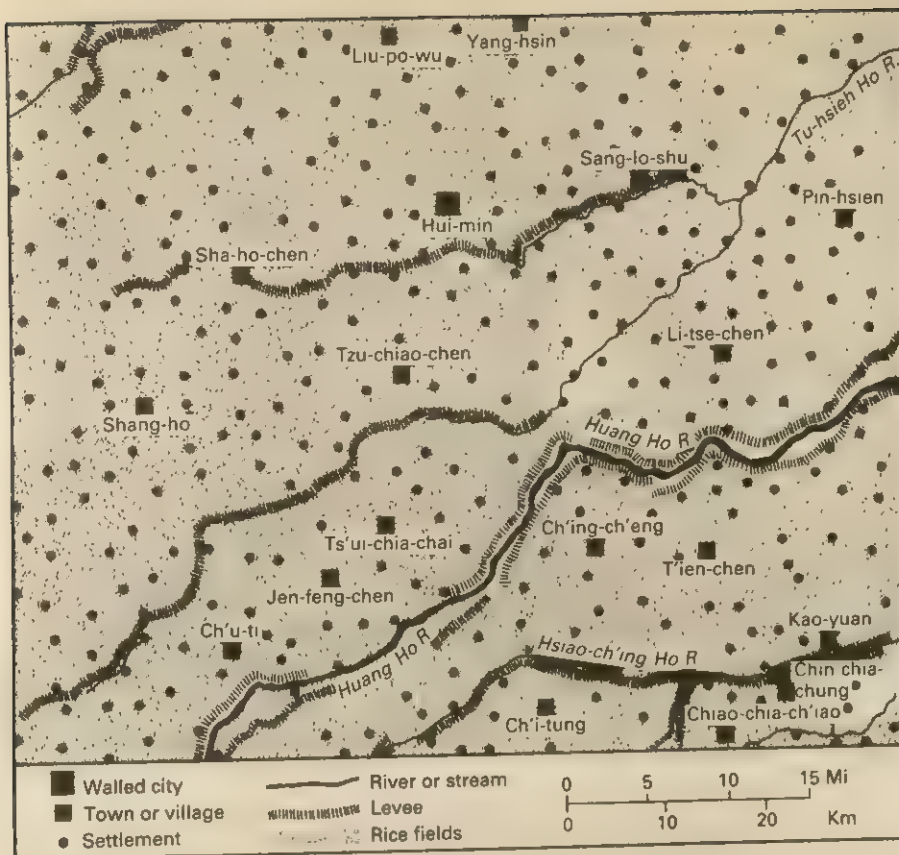 Liu-po-wu
Yang-hsin
Tu-hsieh Ho R.
Sang-lo-shu
Pin-hsien
Hui-min
Sha-ho-chen
Li-tse-chen
Tzu-chiao-chen
Shang-ho
Huang Ho R
Ch'ing-ch'eng
Ts'ui-chia-chai
T'ien-chen
Jen-feng-chen
Kao-yuan
Ch'u-ti
Huang Ho R
Hsiao-ch'ing Ho R
Chin chia-
chung
Ch'i-tung
Chiao-chia-ch'iao
Walled city
Town or village
Settlement
River or stream
Levee
Rice fields
0 5 10 15 Mi
0 10 20 Km